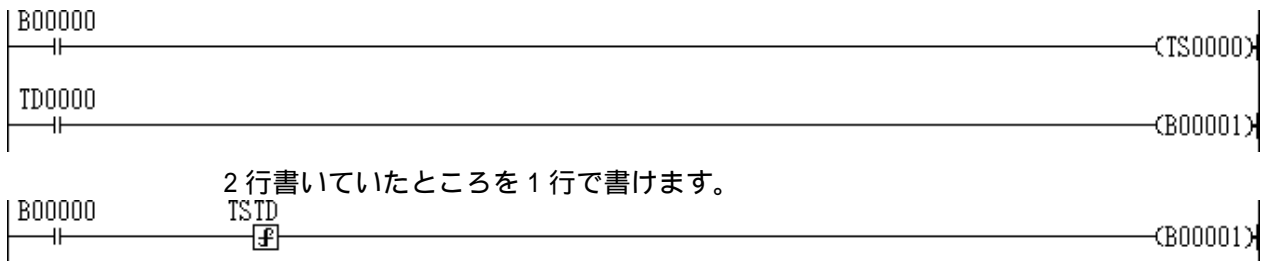 B00000
(TS0000)
TD0000
(B00001)
2行書いていたところを1行で書けます。
B00000 TSTD
f
(B00001)